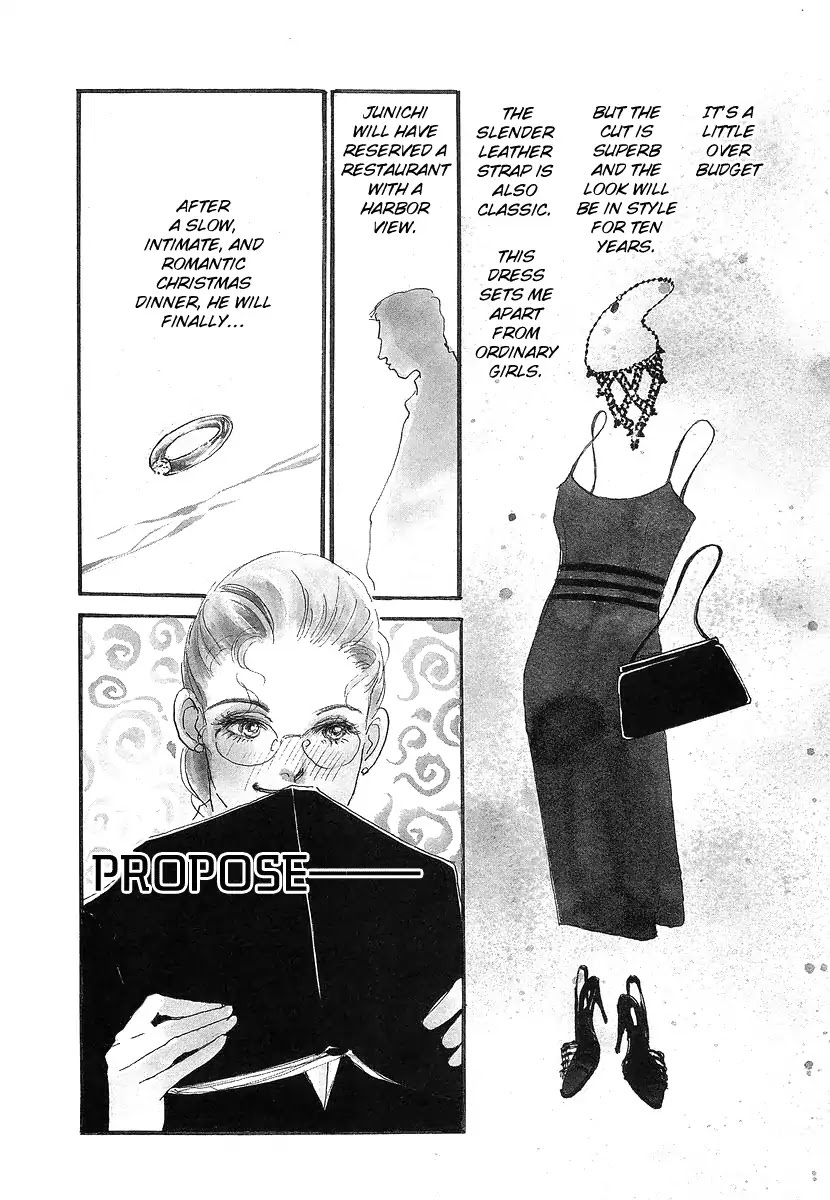 IT'S A
LITTLE
OVER
BUDGET
BUT THE
CUT IS
SUPERB
AND THE
LOOK WILL
BE IN STYLE
FOR TEN
YEARS.
THE
SLENDER
LEATHER
STRAP IS
ALSO
CLASSIC.
THIS
DRESS
SETS ME
APART
FROM
ORDINARY
GIRLS.
JUNICHI
WILL HAVE
RESERVED A
RESTAURANT
WITH A
HARBOR
VIEW.
AFTER
A SLOW,
INTIMATE, AND
ROMANTIC
CHRISTMAS
DINNER, HE WILL
FINALLY...
PROPOSE———